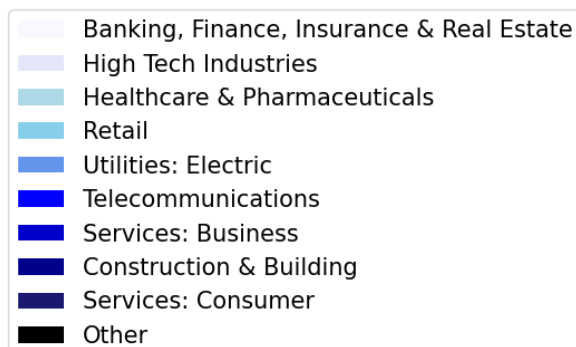 Banking, Finance, Insurance & Real Estate
High Tech Industries
Healthcare & Pharmaceuticals
Retail
Utilities: Electric
Telecommunications
Services: Business
Construction & Building
Services: Consumer
Other